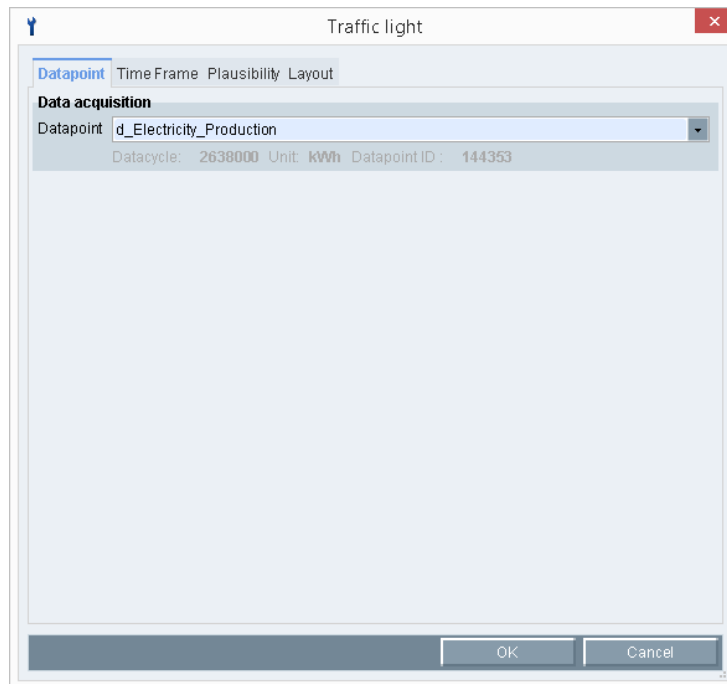 Traffic light
Datapoint Time Frame Plausibility Layout
Data acquisition
Datapoint d_Electricity_Production
Datacycle: 2638000 Unit: kWh Datapoint ID : 144353
OK Cancel